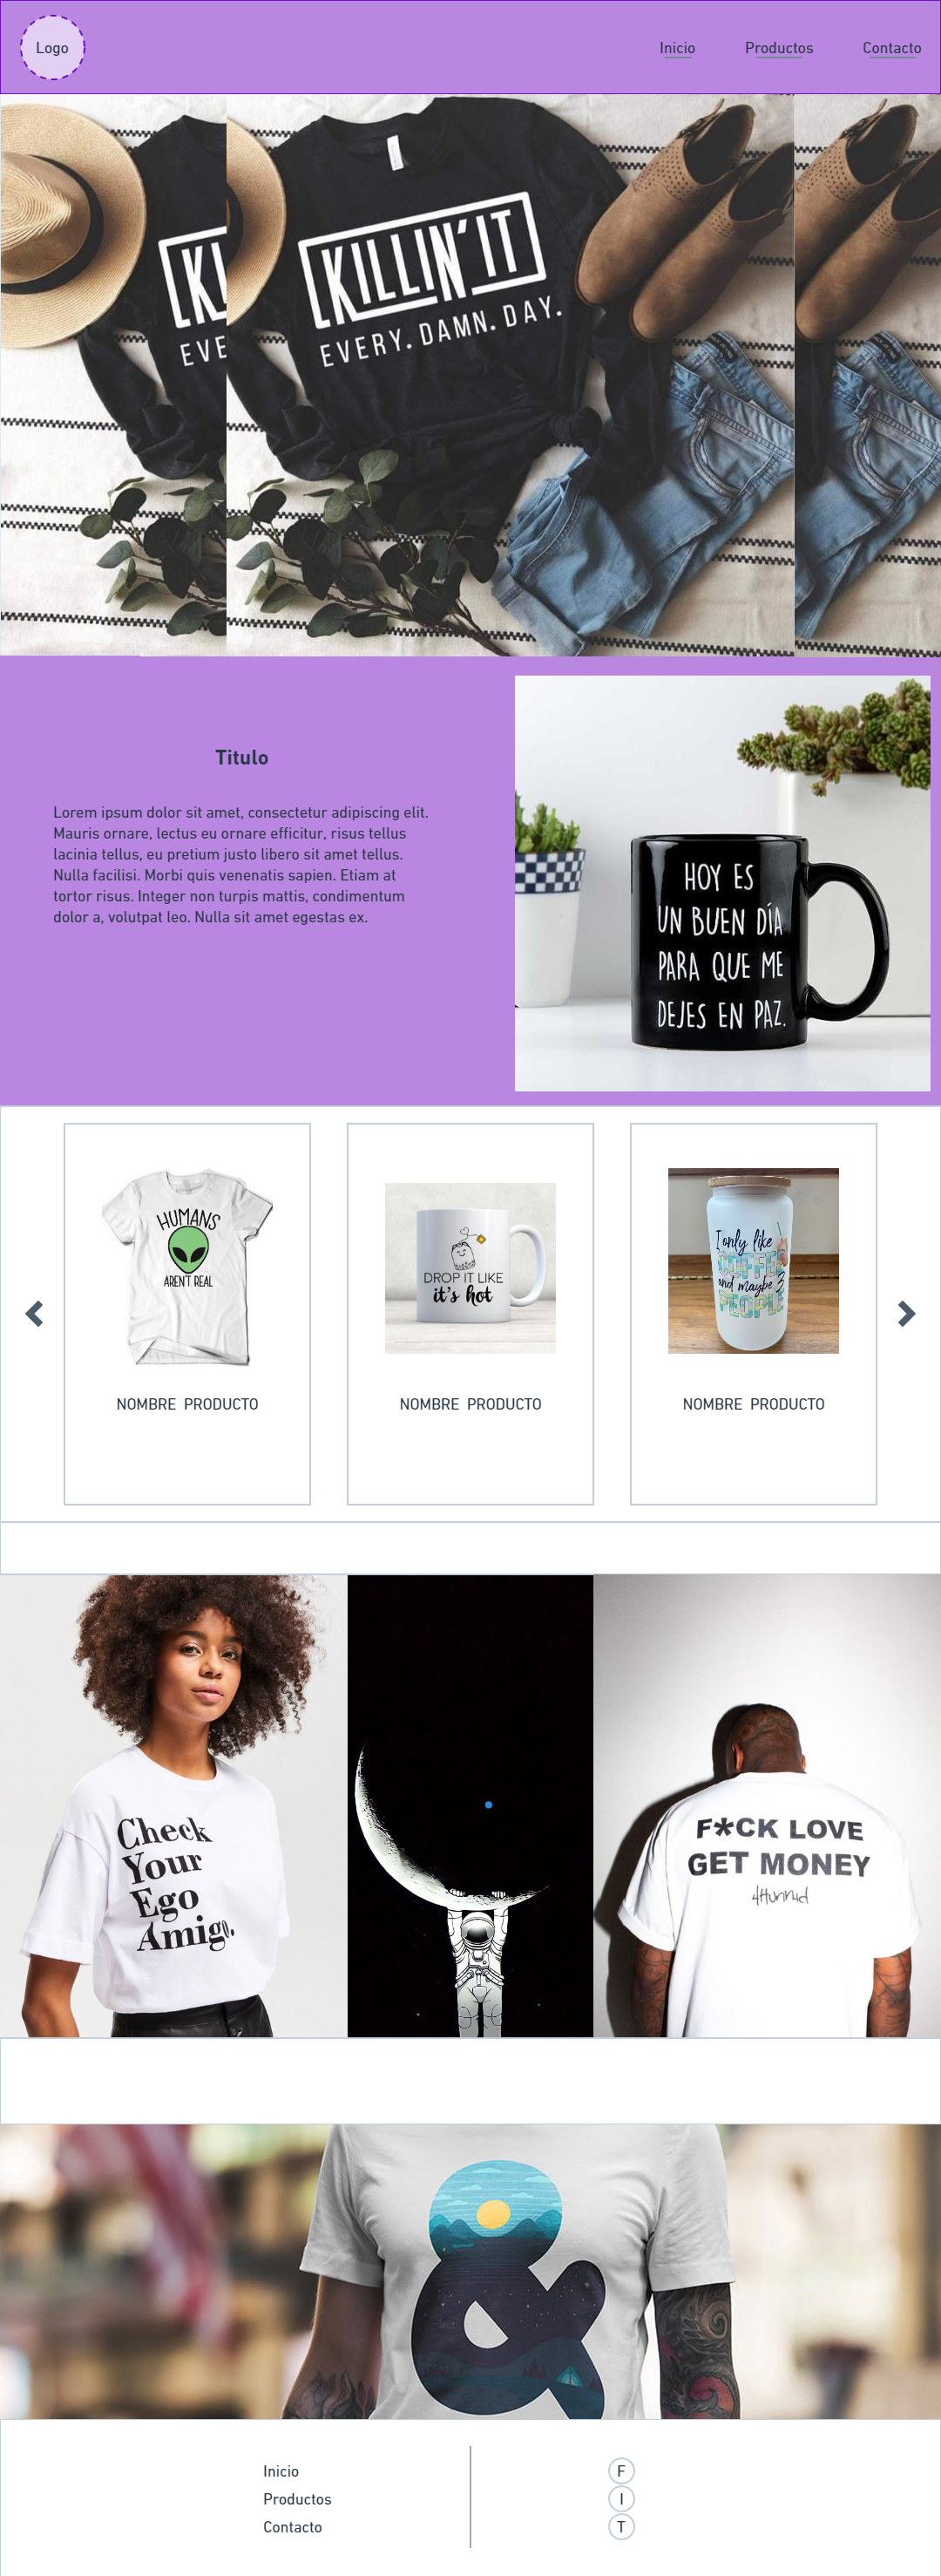 Logo
Inicio Productos Contacto
KILLIN'IT
EVERY. DAMN. DAY.
Titulo
Lorem ipsum dolor sit amet, consectetur adipiscing elit.
Mauris ornare, lectus eu ornare efficitur, risus tellus
lacinia tellus, eu pretium justo libero sit amet tellus.
Nulla facilisi. Morbi quis venenatis sapien. Etiam at
tortor risus. Integer non turpis mattis, condimentum
dolor a, volutpat leo. Nulla sit amet egestas ex.
HOY ES
UN BUEN DÍA
PARA QUE ME
DEJES EN PAZ.
HUMANS
AREN'T REAL
NOMBRE PRODUCTO
DROP IT LIKE
it's hot
NOMBRE PRODUCTO
I only like
COFFEE
and maybe 3
PEOPLE
NOMBRE PRODUCTO
Check
Your
Ego
Amigo.
F*CK LOVE
GET MONEY
4Hunnid
&
Inicio
Productos
Contacto
F
I
T